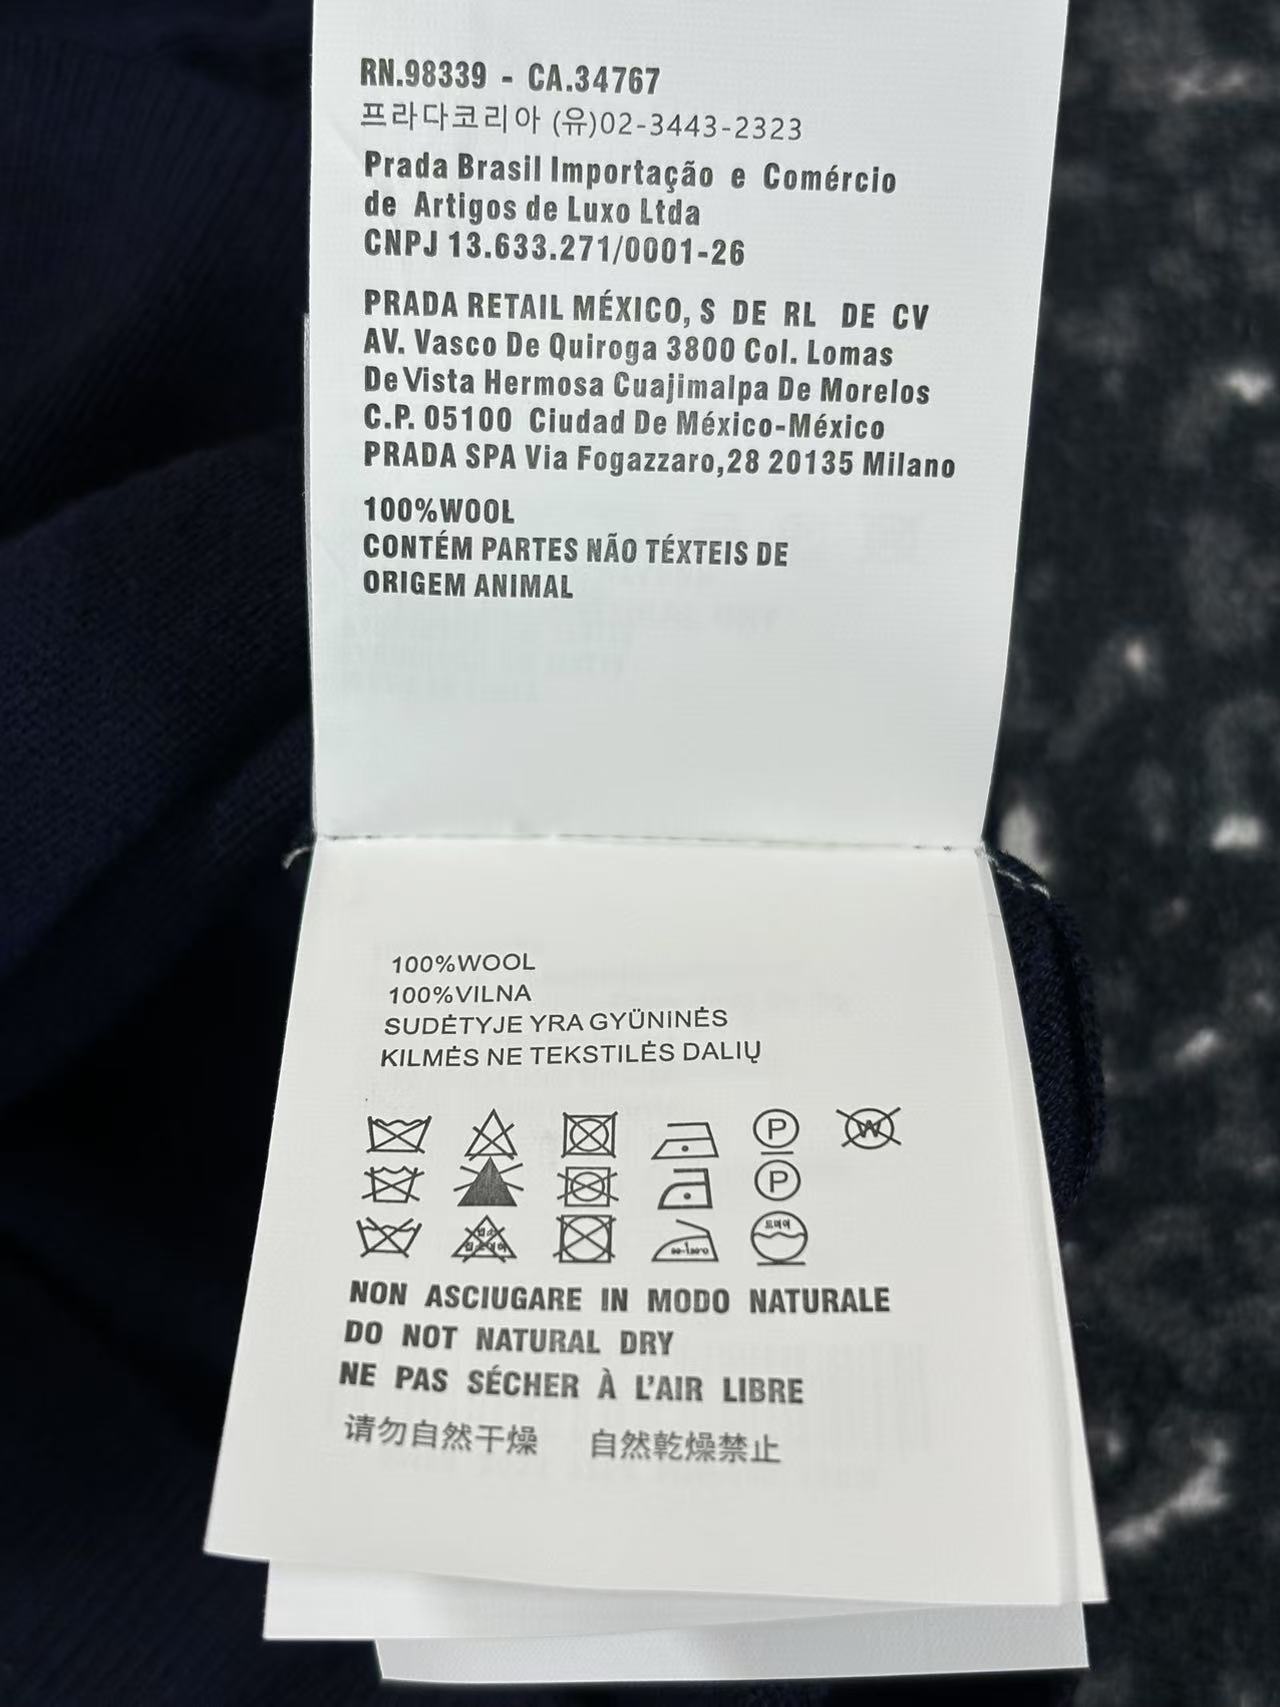 RN.98339 - CA.34767
프라다코리아 (유)02-3443-2323
Prada Brasil Importação e Comércio
de Artigos de Luxo Ltda
CNPJ 13.633.271/0001-26
PRADA RETAIL MÉXICO, S DE RL DE CV
AV. Vasco De Quiroga 3800 Col. Lomas
De Vista Hermosa Cuajimalpa De Morelos
C.P. 05100 Ciudad De México-México
PRADA SPA Via Fogazzaro,28 20135 Milano
100%WOOL
CONTÉM PARTES NÃO TÉXTEIS DE
ORIGEM ANIMAL
100%WOOL
100%VILNA
SUDĖTYJE YRA GYŪNINĖS
KILMĖS NE TEKSTILĖS DALIŲ
P W
P
드라이
NON ASCIUGARE IN MODO NATURALE
DO NOT NATURAL DRY
NE PAS SÉCHER À L'AIR LIBRE
请勿自然干燥 自然乾燥禁止